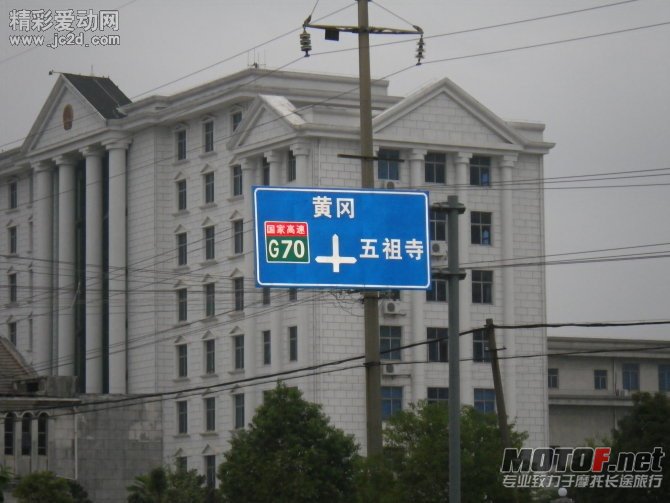 精彩爱动网
www.jc2d.com
黄冈
国家高速
G70
五祖寺
MOTOF.net
专业致力于摩托长途旅行